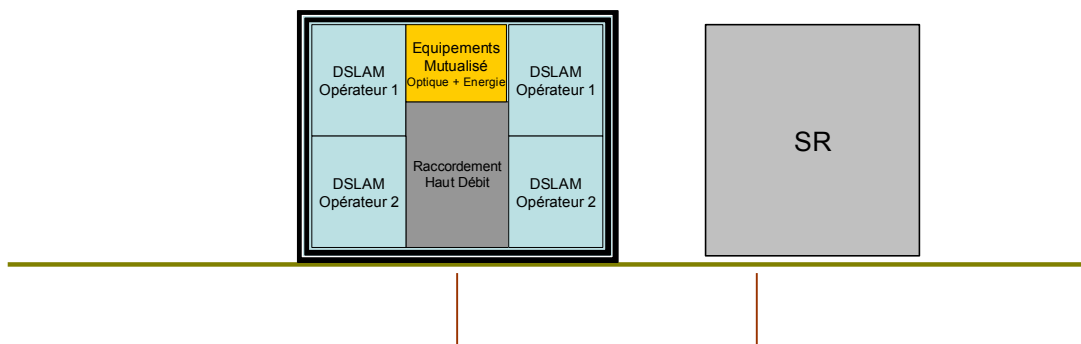 DSLAM
Opérateur 1
Equipements
Mutualisé
Optique + Energie
DSLAM
Opérateur 1
SR
DSLAM
Opérateur 2
Raccordement
Haut Débit
DSLAM
Opérateur 2